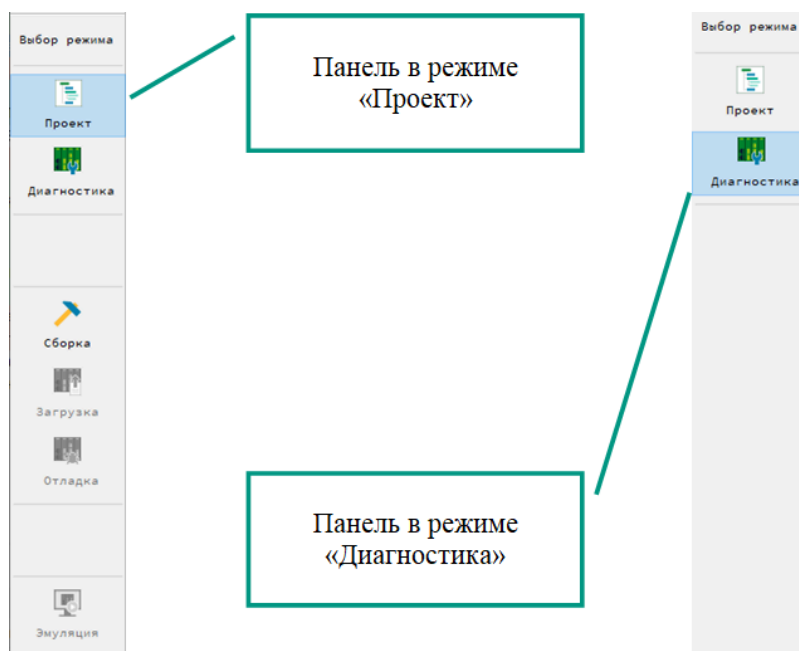 Выбор режима
Проект
Диагностика
Сборка
Загрузка
Отладка
Эмуляция
Панель в режиме
«Проект»
Панель в режиме
«Диагностика»
Выбор режима
Проект
Диагностика